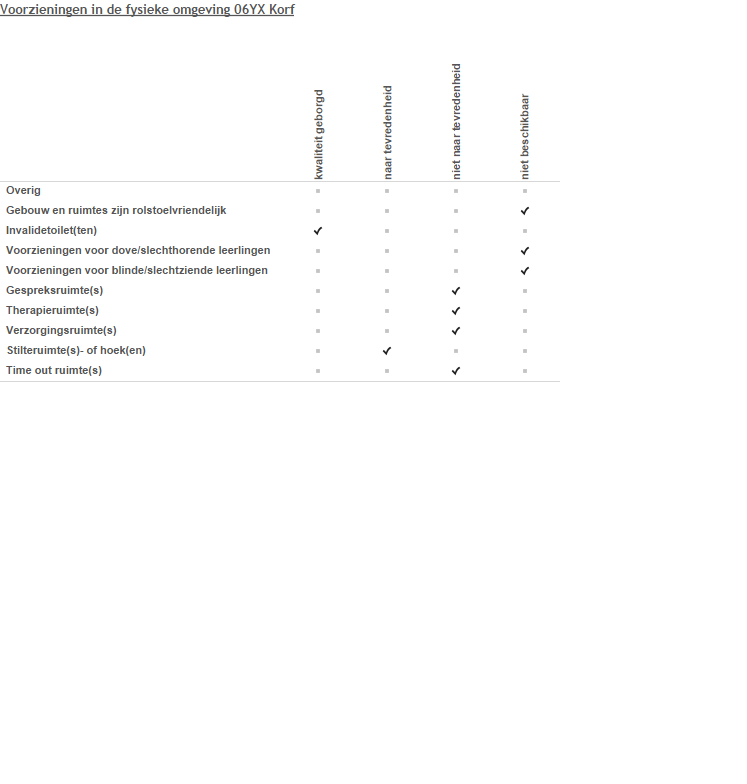 Voorzieningen in de fysieke omgeving 06YX Korf
kwaliteit geborgd
naar tevredenheid
niet naar tevredenheid
niet beschikbaar
Overig
Gebouw en ruimtes zijn rolstoelvriendelijk
Invalidetoilet(ten)
Voorzieningen voor dove/slechthorende leerlingen
Voorzieningen voor blinde/slechtziende leerlingen
Gespreksruimte(s)
Therapieruimte(s)
Verzorgingsruimte(s)
Stilteruimte(s)- of hoek(en)
Time out ruimte(s)